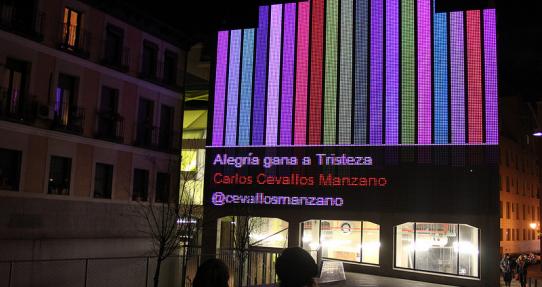 Alegría gana a Tristeza
Carlos Cevallos Manzano
@cevallosmanzano